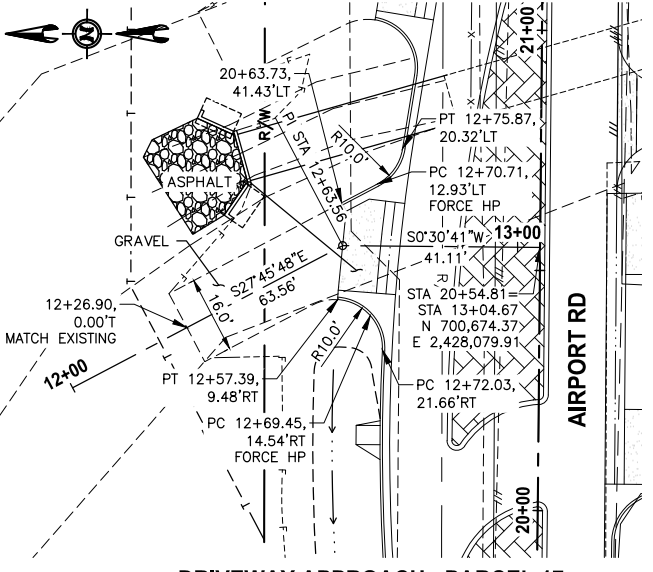 N
21+00
20+63.73,
41.43'LT
R/W
PI STA 12+63.56
R10.0'
PT 12+75.87,
20.32'LT
PC 12+70.71,
12.93'LT
FORCE HP
ASPHALT
GRAVEL
S0°30'41"W
13+00
41.11'
S27°45'48"E
63.56'
16.0'
12+26.90,
0.00'T
MATCH EXISTING
12+00
STA 20+54.81=
STA 13+04.67
N 700,674.37
E 2,428,079.91
R10.0'
PT 12+57.39,
9.48'RT
PC 12+69.45,
14.54'RT
FORCE HP
PC 12+72.03,
21.66'RT
AIRPORT RD
20+00